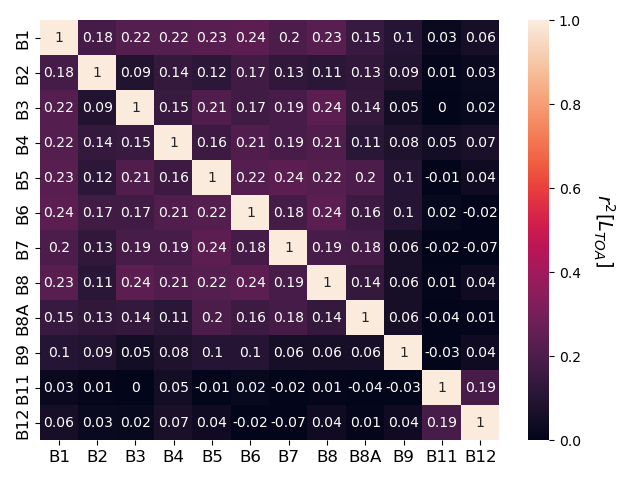 B1 1 0.18 0.22 0.22 0.23 0.24 0.2 0.23 0.15 0.1 0.03 0.06
B2 0.18 1 0.09 0.14 0.12 0.17 0.13 0.11 0.13 0.09 0.01 0.03
B3 0.22 0.09 1 0.15 0.21 0.17 0.19 0.24 0.14 0.05 0 0.02
B4 0.22 0.14 0.15 1 0.16 0.21 0.19 0.21 0.11 0.08 0.05 0.07
B5 0.23 0.12 0.21 0.16 1 0.22 0.24 0.22 0.2 0.1 -0.01 0.04
B6 0.24 0.17 0.17 0.21 0.22 1 0.18 0.24 0.16 0.1 0.02 -0.02
B7 0.2 0.13 0.19 0.19 0.24 0.18 1 0.19 0.18 0.06 -0.02 -0.07
B8 0.23 0.11 0.24 0.21 0.22 0.24 0.19 1 0.14 0.06 0.01 0.04
B8A 0.15 0.13 0.14 0.11 0.2 0.16 0.18 0.14 1 0.06 -0.04 0.01
B9 0.1 0.09 0.05 0.08 0.1 0.1 0.06 0.06 0.06 1 -0.03 0.04
B11 0.03 0.01 0 0.05 -0.01 0.02 -0.02 0.01 -0.04 -0.03 1 0.19
B12 0.06 0.03 0.02 0.07 0.04 -0.02 -0.07 0.04 0.01 0.04 0.19 1
B1 B2 B3 B4 B5 B6 B7 B8 B8A B9 B11 B12
1.0
0.8
0.6
0.4
0.2
0.0
r²[L_TOA]